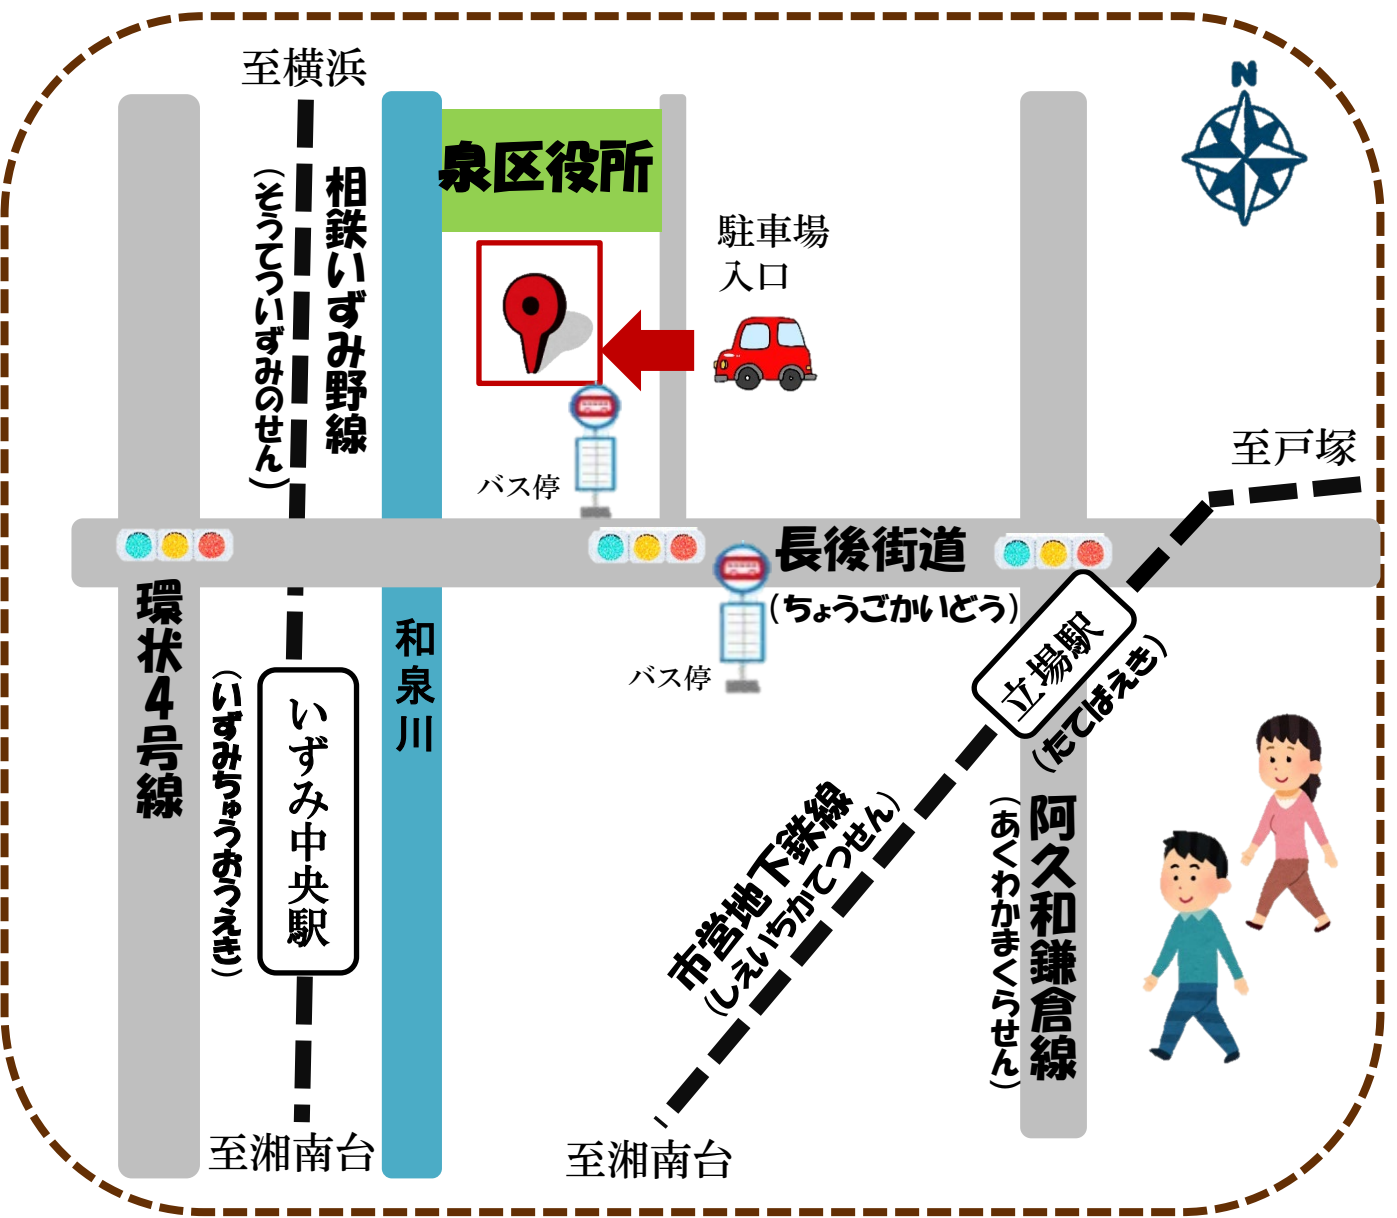 至横浜
N
泉区役所
相鉄いずみ野線
(そうてついずみのせん)
駐車場
入口
至戸塚
バス停
長後街道
(ちょうごかいどう)
バス停
環状4号線
和泉川
いずみ中央駅
(いずみちゅうおうえき)
立場駅
(たてばえき)
市営地下鉄線
(しえいちかてつせん)
阿久和鎌倉線
(あくわかまくらせん)
至湘南台
至湘南台